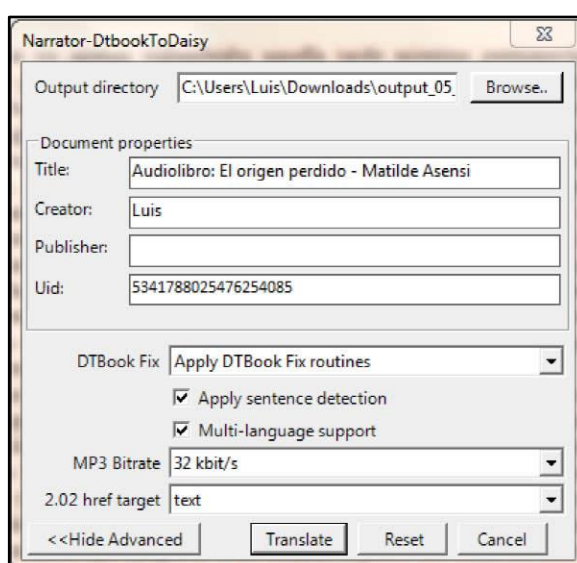 Narrator-DtbookToDaisy
Output directory C:\Users\Luis\Downloads\output_05_ Browse..
Document properties
Title: Audiolibro: El origen perdido - Matilde Asensi
Creator: Luis
Publisher:
Uid: 5341788025476254085
DTBook Fix Apply DTBook Fix routines
Apply sentence detection
Multi-language support
MP3 Bitrate 32 kbit/s
2.02 href target text
<<Hide Advanced Translate Reset Cancel